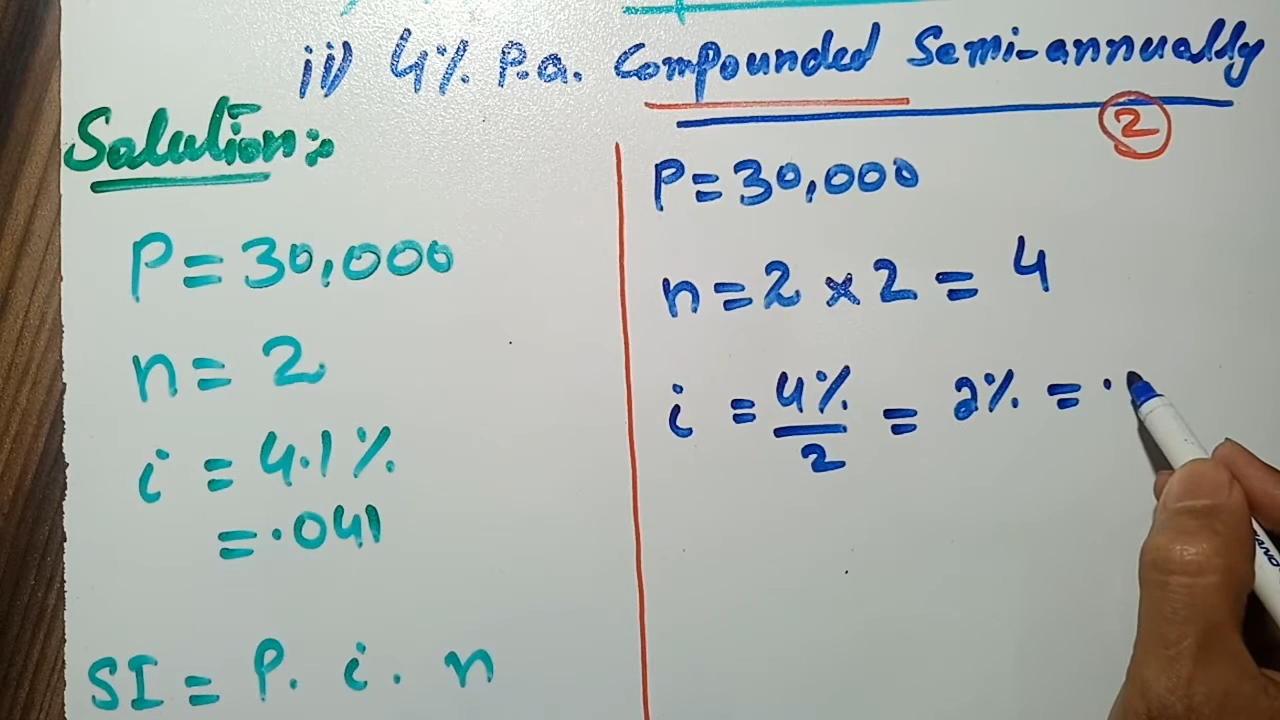 ii) 4% P.a. Compounded Semi-annually
2
Solution:
P = 30,000
n = 2
i = 4.1%
= .041
SI = P. i . n
P = 30,000
n = 2 × 2 = 4
i = 4%/2 = 2% = .